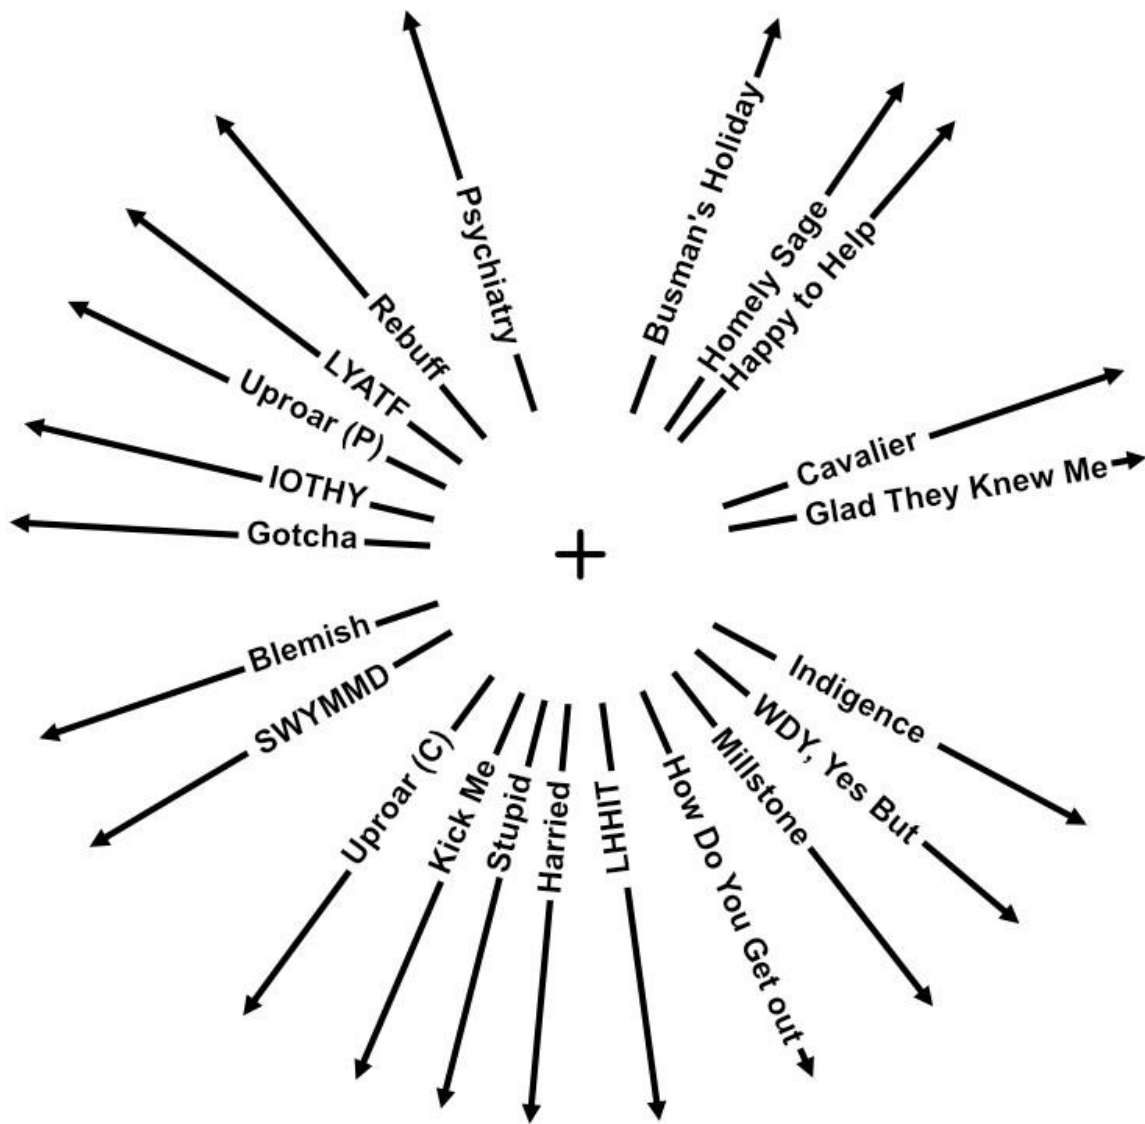 Psychiatry
Busman's Holiday
Homely Sage
Happy to Help
Rebuff
LYATF
Uproar (P)
Cavalier
Glad They Knew Me
IOTHY
Gotcha
Blemish
SWYMMD
Indigence
WDY, Yes But
Millstone
How Do You Get out
LHHIT
Harried
Stupid
Kick Me
Uproar (C)